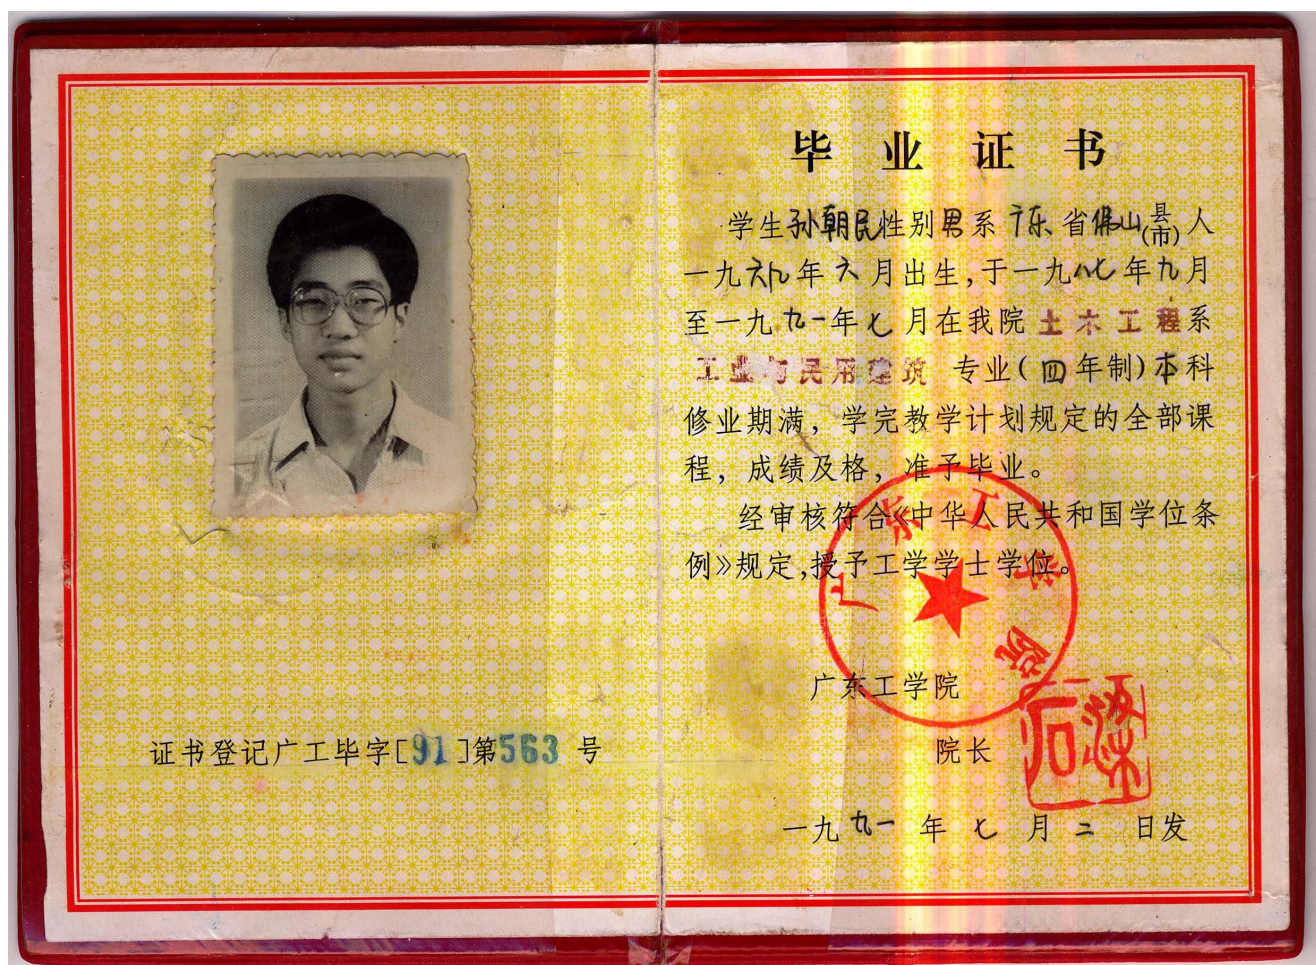 证书登记广工毕字[91]第563号
毕业证书
学生孙朝民性别男系广东省佛山县(市)人
一九六九年六月出生,于一九八七年九月
至一九九一年七月在我院土木工程系
工业与民用建筑 专业(四年制)本科
修业期满,学完教学计划规定的全部课
程,成绩及格,准予毕业。
经审核符合《中华人民共和国学位条
例》规定,授予工学学士学位。
广东工学院
广东工学院
院长
一九九一年七月二日发